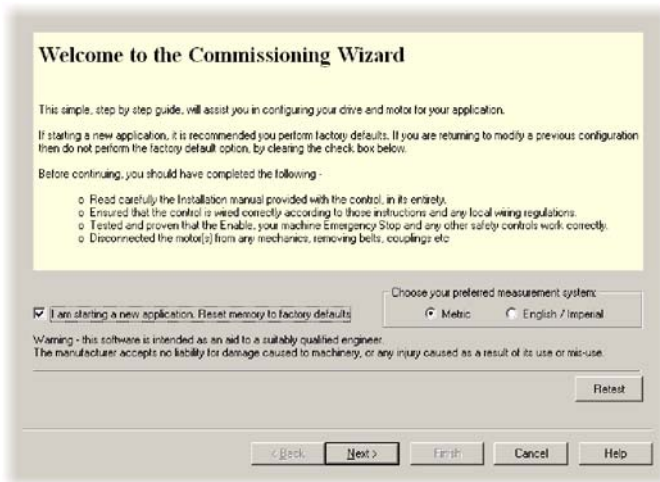 Welcome to the Commissioning Wizard
This simple, step by step guide, will assist you in configuring your drive and motor for your application.
If starting a new application, it is recommended you perform factory defaults. If you are returning to modify a previous configuration
then do not perform the factory default option, by clearing the check box below.
Before continuing, you should have completed the following -
o Read carefully the Installation manual provided with the control, in its entirety.
o Ensured that the control is wired correctly according to those instructions and any local wiring regulations.
o Tested and proven that the Enable, your machine Emergency Stop and any other safety controls work correctly.
o Disconnected the motor(s) from any mechanics, removing belts, couplings etc
Choose your preferred measurement system:
I am starting a new application. Reset memory to factory defaults
Metric
English / Imperial
Warning - this software is intended as an aid to a suitably qualified engineer.
The manufacturer accepts no liability for damage caused to machinery, or any injury caused as a result of its use or mis-use.
Retest
< Back
Next >
Finish
Cancel
Help